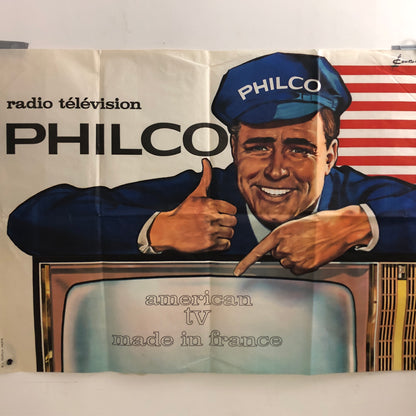 radio télévision
PHILCO
PHILCO
american
tv
made in france